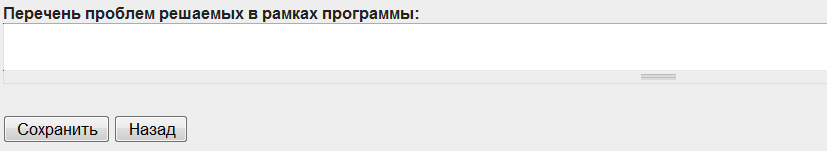 Перечень проблем решаемых в рамках программы:
Сохранить Назад